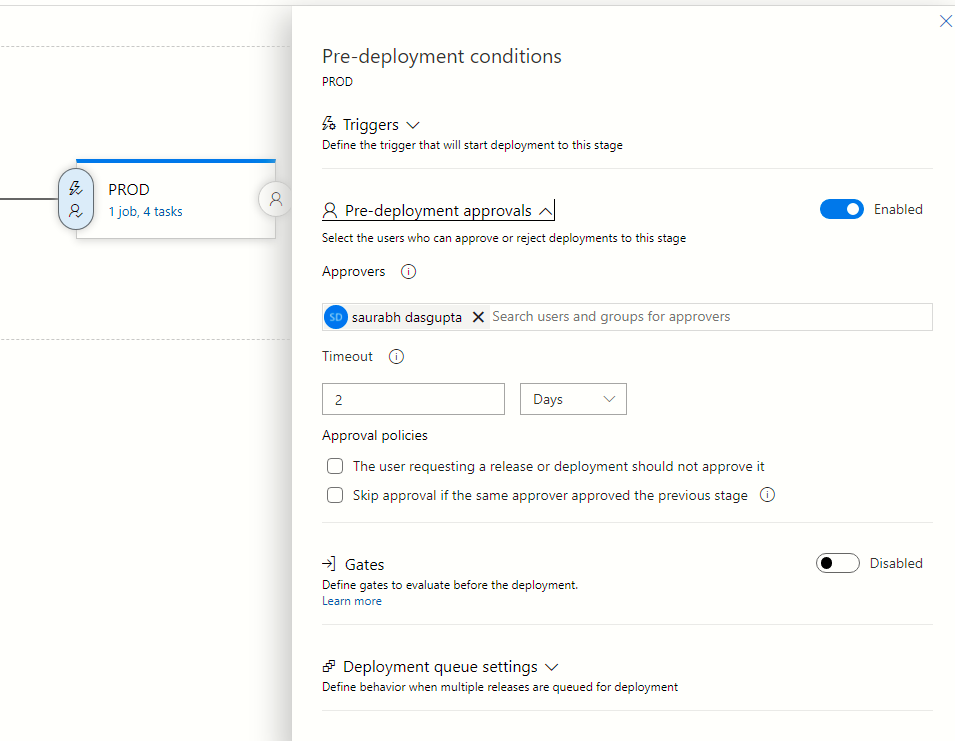 Pre-deployment conditions
PROD
Triggers
Define the trigger that will start deployment to this stage
PROD
1 job, 4 tasks
Pre-deployment approvals
Enabled
Select the users who can approve or reject deployments to this stage
Approvers
SD saurabh dasgupta Search users and groups for approvers
Timeout
2 Days
Approval policies
The user requesting a release or deployment should not approve it
Skip approval if the same approver approved the previous stage
Gates
Disabled
Define gates to evaluate before the deployment.
Learn more
Deployment queue settings
Define behavior when multiple releases are queued for deployment